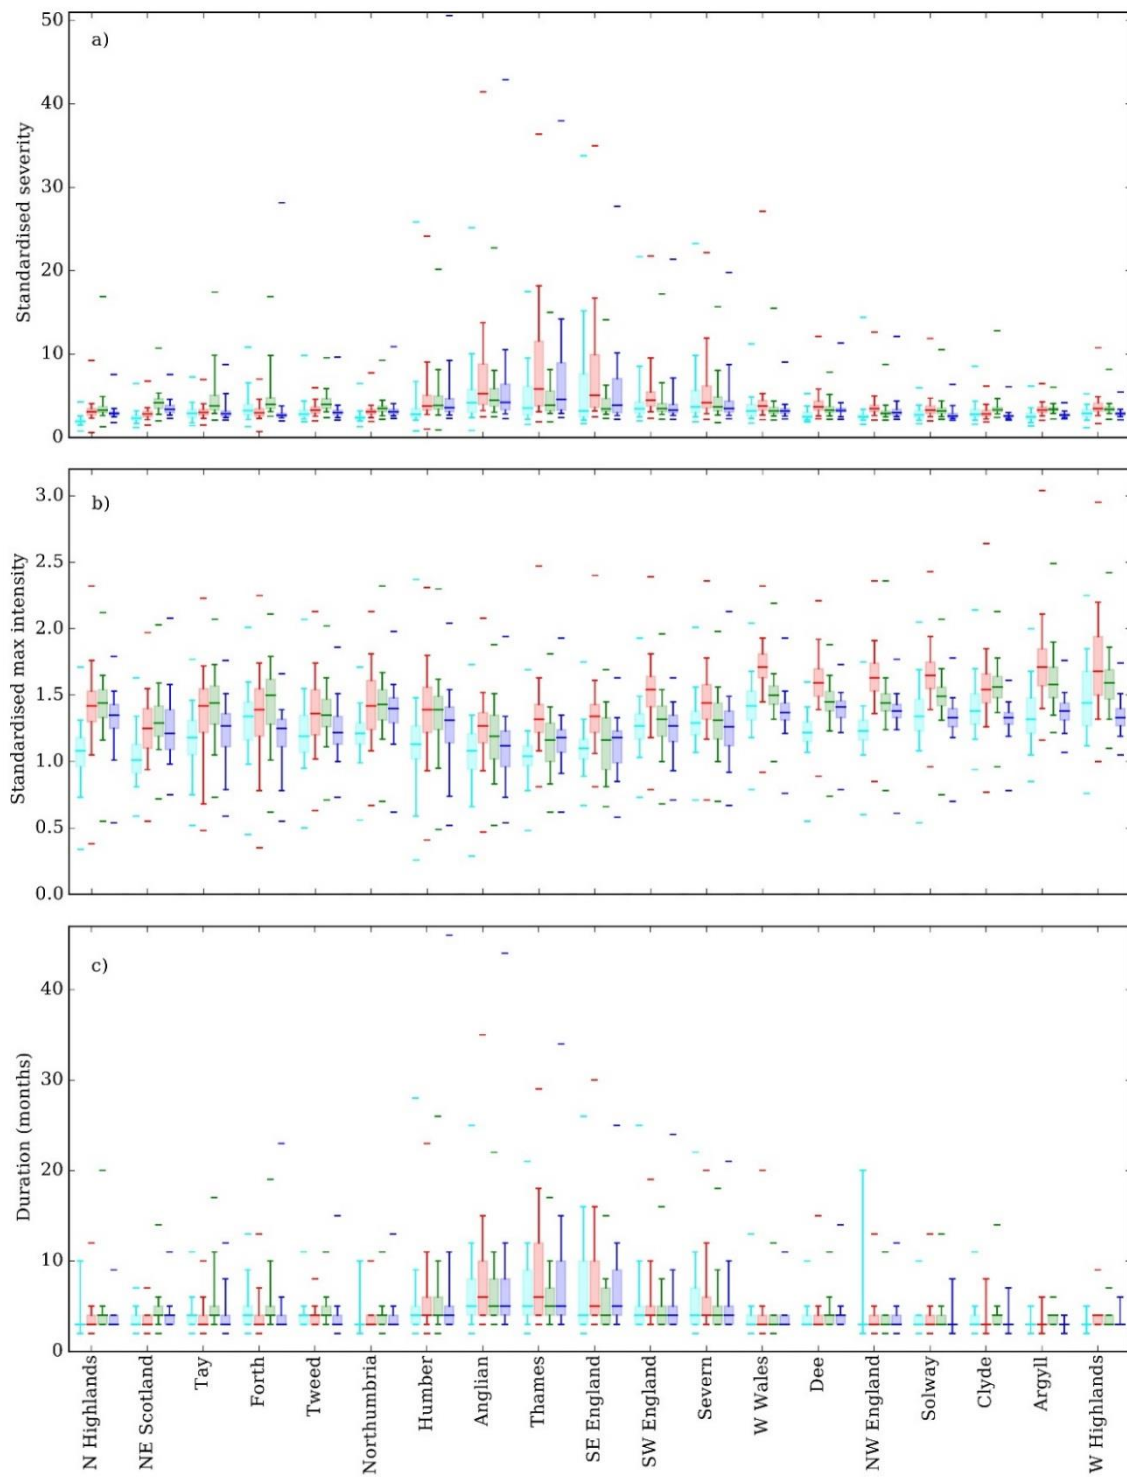 a)
Standardised severity
50
40
30
20
10
0
b)
Standardised max intensity
3.0
2.5
2.0
1.5
1.0
0.5
0.0
c)
Duration (months)
40
30
20
10
0
N Highlands
NE Scotland
Tay
Forth
Tweed
Northumbria
Humber
Anglian
Thames
SE England
SW England
Severn
W Wales
Dee
NW England
Solway
Clyde
Argyll
W Highlands